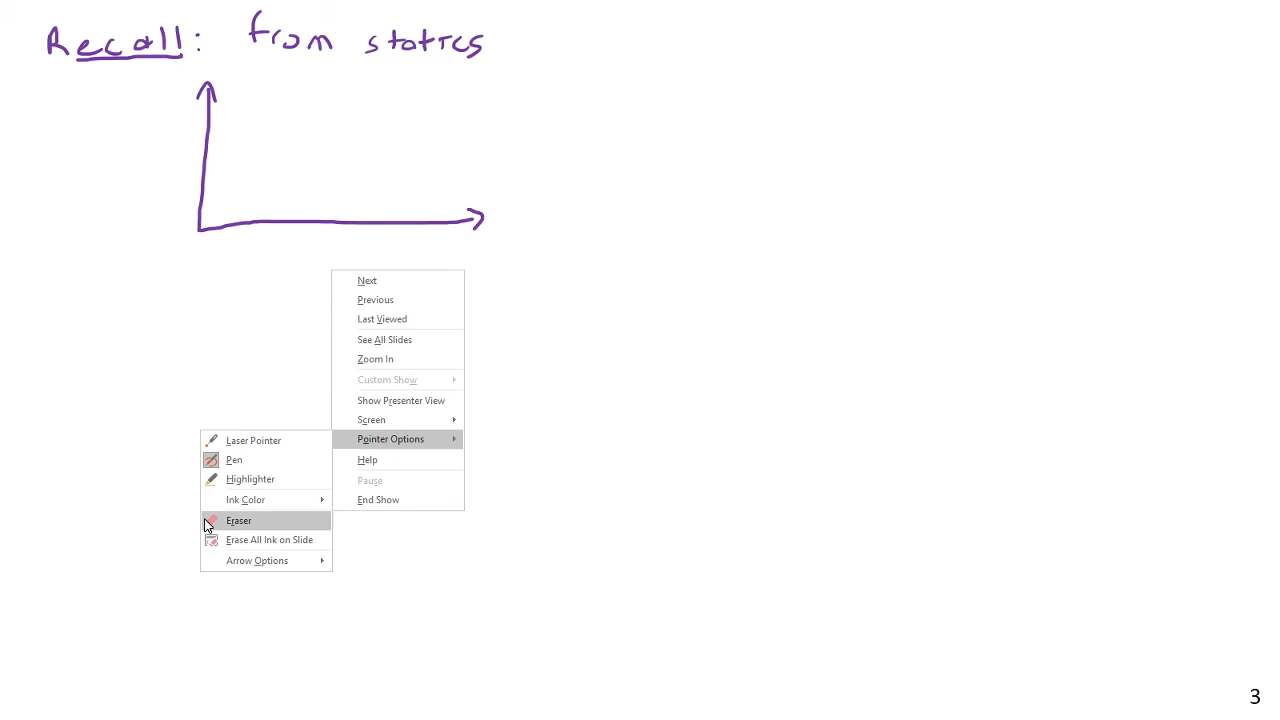 Recall: from statics
Next
Previous
Last Viewed
See All Slides
Zoom In
Custom Show
Show Presenter View
Screen
Pointer Options
Help
Pause
End Show
Laser Pointer
Pen
Highlighter
Ink Color
Eraser
Erase All Ink on Slide
Arrow Options
3